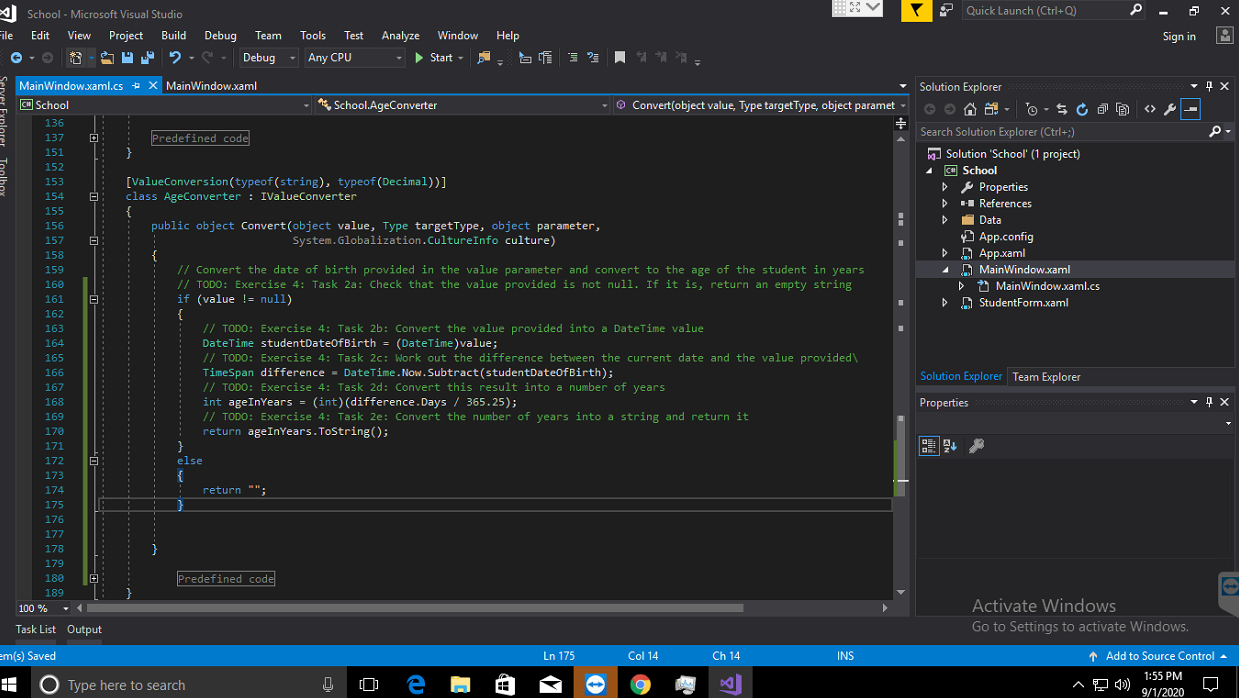 School - Microsoft Visual Studio
Quick Launch (Ctrl+Q)
File Edit View Project Build Debug Team Tools Test Analyze Window Help
Sign in
Debug Any CPU Start
MainWindow.xaml.cs MainWindow.xaml
School School.AgeConverter Convert(object value, Type targetType, object paramet
Server Explorer
Toolbox
136
137 Predefined code
151 }
152
153 [ValueConversion(typeof(string), typeof(Decimal))]
154 class AgeConverter : IValueConverter
155 {
156 public object Convert(object value, Type targetType, object parameter,
157 System.Globalization.CultureInfo culture)
158 {
159 // Convert the date of birth provided in the value parameter and convert to the age of the student in years
160 // TODO: Exercise 4: Task 2a: Check that the value provided is not null. If it is, return an empty string
161 if (value != null)
162 {
163 // TODO: Exercise 4: Task 2b: Convert the value provided into a DateTime value
164 DateTime studentDateOfBirth = (DateTime)value;
165 // TODO: Exercise 4: Task 2c: Work out the difference between the current date and the value provided\
166 TimeSpan difference = DateTime.Now.Subtract(studentDateOfBirth);
167 // TODO: Exercise 4: Task 2d: Convert this result into a number of years
168 int ageInYears = (int)(difference.Days / 365.25);
169 // TODO: Exercise 4: Task 2e: Convert the number of years into a string and return it
170 return ageInYears.ToString();
171 }
172 else
173 {
174 return "";
175 }
176
177
178 }
179
180 Predefined code
189 }
100 %
Task List Output
Solution Explorer
Search Solution Explorer (Ctrl+;)
Solution 'School' (1 project)
C# School
Properties
References
Data
App.config
App.xaml
MainWindow.xaml
MainWindow.xaml.cs
StudentForm.xaml
Solution Explorer Team Explorer
Properties
Activate Windows
Go to Settings to activate Windows.
em(s) Saved Ln 175 Col 14 Ch 14 INS Add to Source Control
Type here to search
1:55 PM
9/1/2020